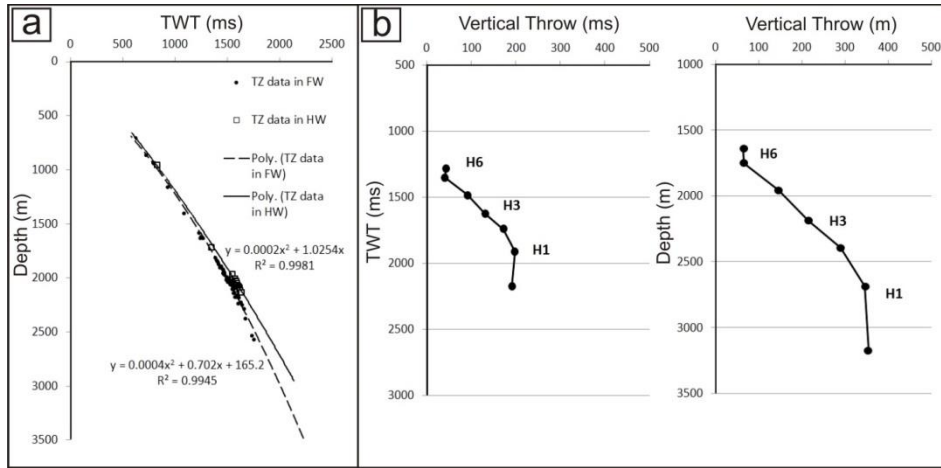 a
TWT (ms)
0 500 1000 1500 2000 2500
0
500
1000
1500
2000
2500
3000
3500
Depth (m)
TZ data in FW
TZ data in HW
Poly. (TZ data
in FW)
Poly. (TZ data
in HW)
y = 0.0002x² + 1.0254x
R² = 0.9981
y = 0.0004x² + 0.702x + 165.2
R² = 0.9945
b
Vertical Throw (ms)
0 100 200 300 400 500
500
1000
1500
2000
2500
3000
TWT (ms)
H6
H3
H1
Vertical Throw (m)
0 100 200 300 400 500
1000
1500
2000
2500
3000
3500
Depth (m)
H6
H3
H1